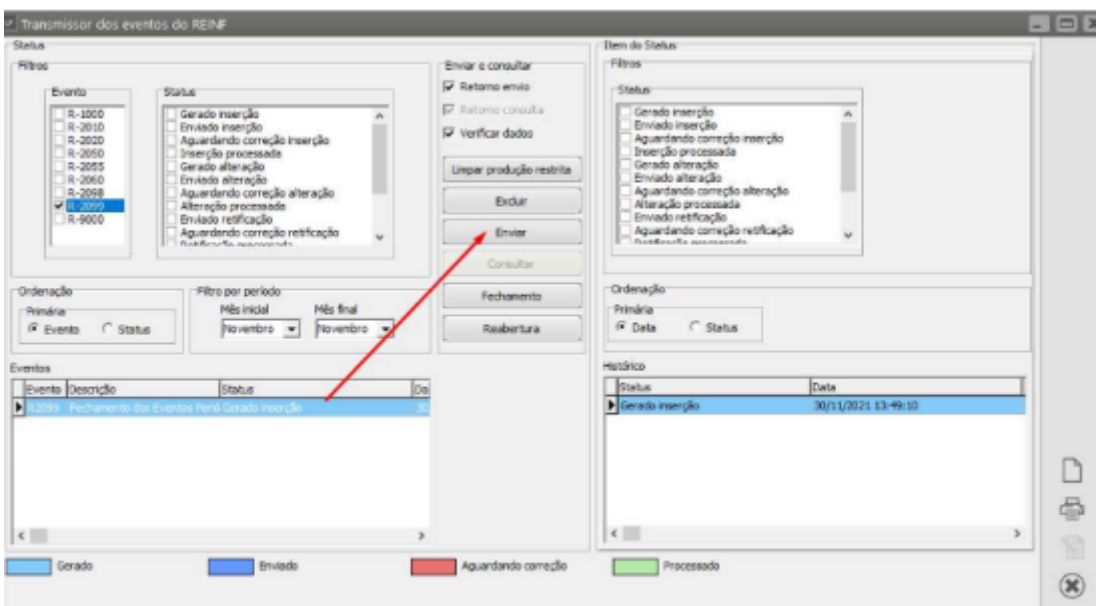 Transmissor dos eventos do REINF
Status
Filtros
Evento
R-1000
R-2010
R-2020
R-2050
R-2055
R-2060
R-2098
R-2099
R-9000
Status
Gerado inserção
Enviado inserção
Aguardando correção inserção
Inserção processada
Gerado alteração
Enviado alteração
Aguardando correção alteração
Alteração processada
Enviado retificação
Aguardando correção retificação
Retificação processada
Enviar e consultar
Retorno envio
Retorno consulta
Verificar dados
Limpar produção restrita
Excluir
Enviar
Consultar
Fechamento
Reabertura
Ordenação
Primária
Evento
Status
Filtro por período
Mês inicial
Mês final
Novembro
Novembro
Eventos
Evento Descrição Status Da
R2099 Fechamento dos Eventos Perió Gerado inserção 30
Item do Status
Filtros
Status
Gerado inserção
Enviado inserção
Aguardando correção inserção
Inserção processada
Gerado alteração
Enviado alteração
Aguardando correção alteração
Alteração processada
Enviado retificação
Aguardando correção retificação
Retificação processada
Ordenação
Primária
Data
Status
Histórico
Status Data
Gerado inserção 30/11/2021 13:49:10
Gerado
Enviado
Aguardando correção
Processado